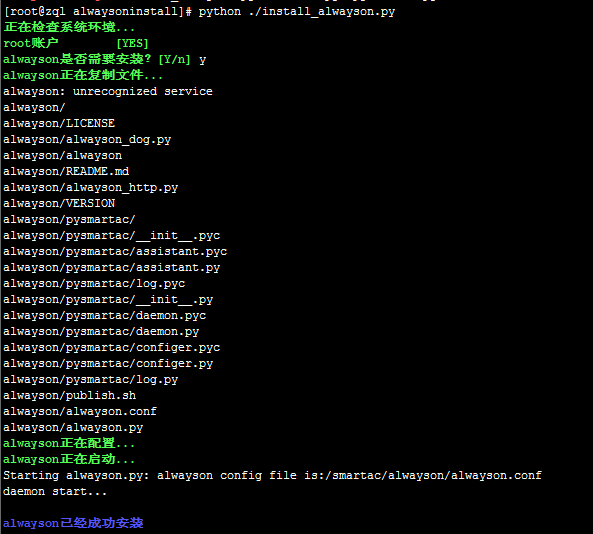 [root@zql alwaysoninstall]# python ./install_alwayson.py
正在检查系统环境...
root账户 [YES]
alwayson是否需要安装? [Y/n] y
alwayson正在复制文件...
alwayson: unrecognized service
alwayson/
alwayson/LICENSE
alwayson/alwayson_dog.py
alwayson/alwayson
alwayson/README.md
alwayson/alwayson_http.py
alwayson/VERSION
alwayson/pysmartac/
alwayson/pysmartac/__init__.pyc
alwayson/pysmartac/assistant.pyc
alwayson/pysmartac/assistant.py
alwayson/pysmartac/log.pyc
alwayson/pysmartac/__init__.py
alwayson/pysmartac/daemon.pyc
alwayson/pysmartac/daemon.py
alwayson/pysmartac/configer.pyc
alwayson/pysmartac/configer.py
alwayson/pysmartac/log.py
alwayson/publish.sh
alwayson/alwayson.conf
alwayson/alwayson.py
alwayson正在配置...
alwayson正在启动...
Starting alwayson.py: alwayson config file is:/smartac/alwayson/alwayson.conf
daemon start...
alwayson已经成功安装